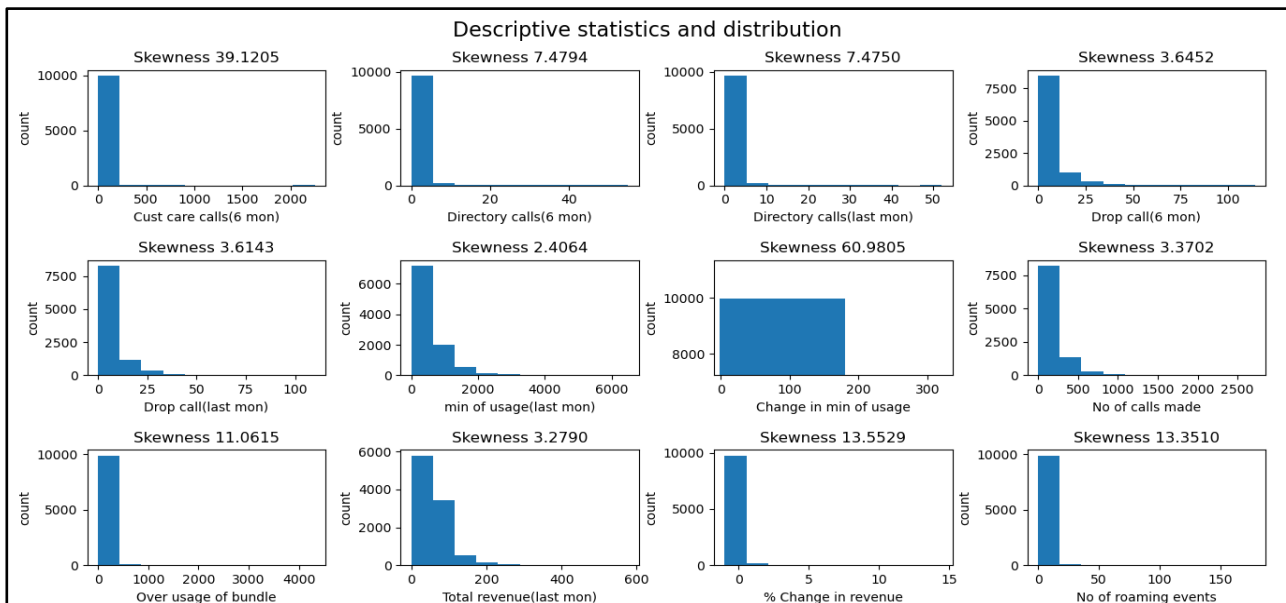 Descriptive statistics and distribution
Skewness 39.1205
10000
5000
0
count
0
500
1000
1500
2000
Cust care calls(6 mon)
Skewness 7.4794
10000
5000
0
count
0
20
40
Directory calls(6 mon)
Skewness 7.4750
10000
5000
0
count
0
10
20
30
40
50
Directory calls(last mon)
Skewness 3.6452
7500
5000
2500
0
count
0
25
50
75
100
Drop call(6 mon)
Skewness 3.6143
7500
5000
2500
0
count
0
25
50
75
100
Drop call(last mon)
Skewness 2.4064
6000
4000
2000
0
count
0
2000
4000
6000
min of usage(last mon)
Skewness 60.9805
10000
8000
count
0
100
200
300
Change in min of usage
Skewness 3.3702
7500
5000
2500
0
count
0
500
1000
1500
2000
2500
No of calls made
Skewness 11.0615
10000
5000
0
count
0
1000
2000
3000
4000
Over usage of bundle
Skewness 3.2790
6000
4000
2000
0
count
0
200
400
600
Total revenue(last mon)
Skewness 13.5529
10000
5000
0
count
0
5
10
15
% Change in revenue
Skewness 13.3510
10000
5000
0
count
0
50
100
150
No of roaming events